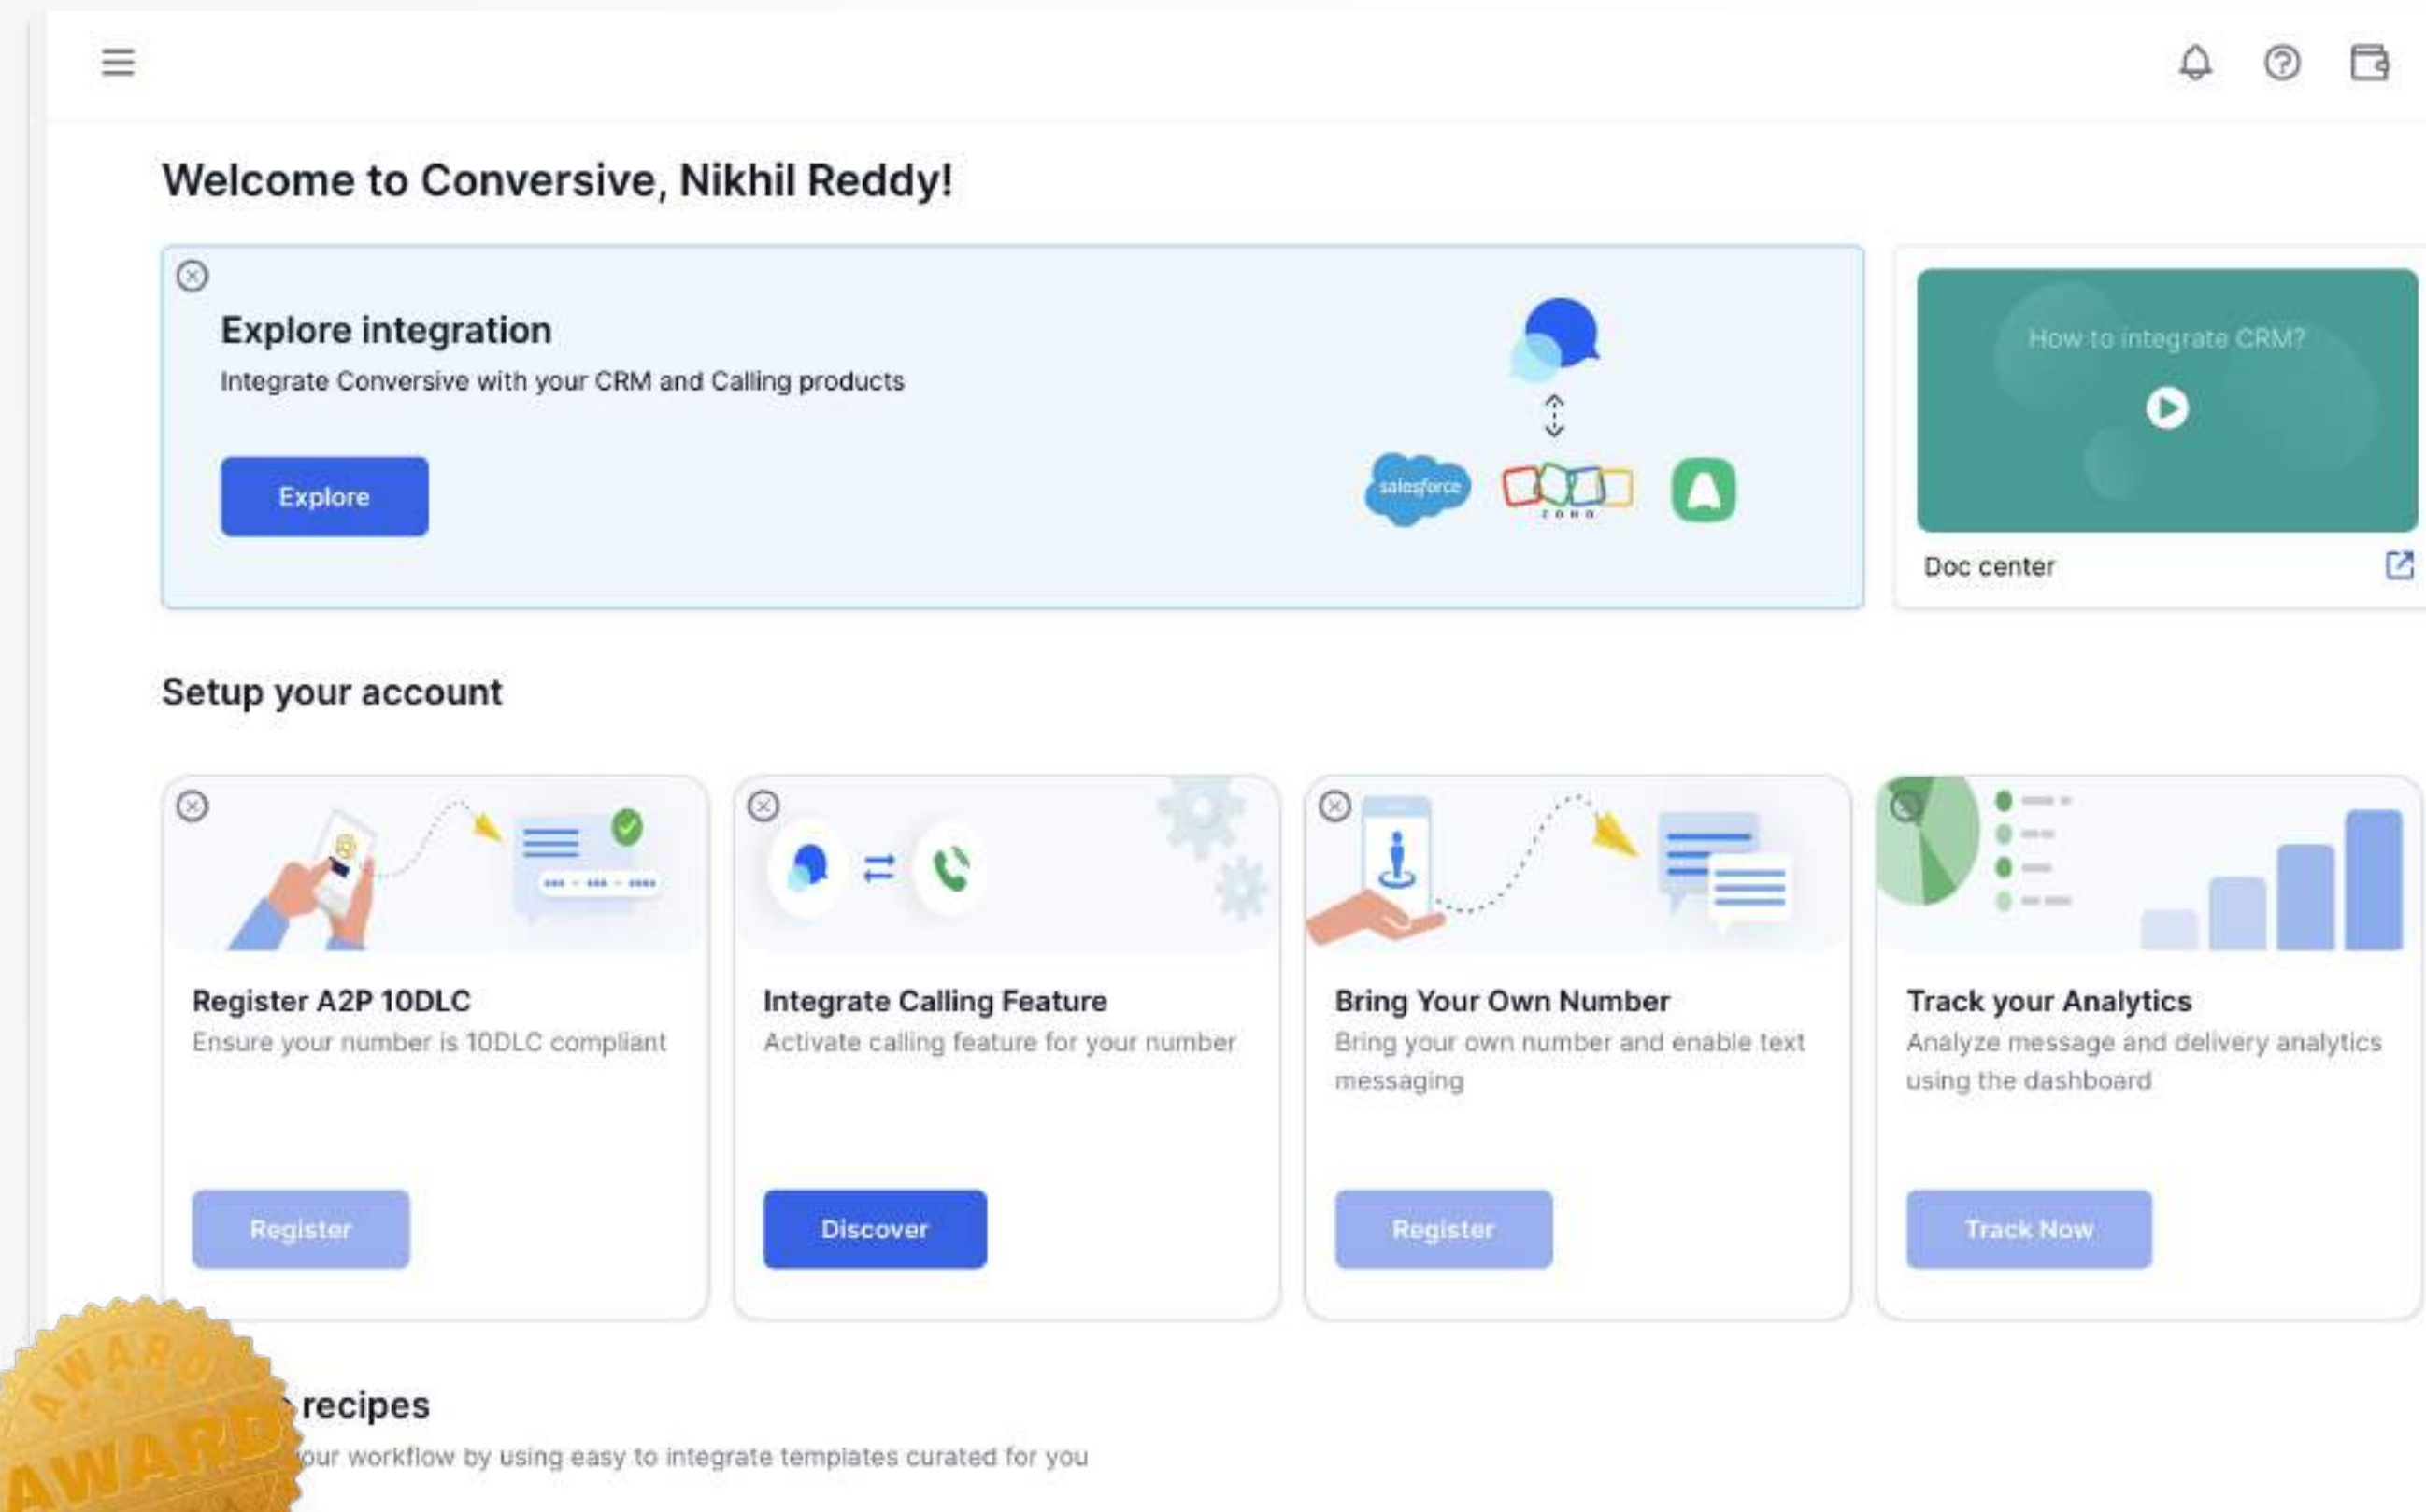 Welcome to Conversive, Nikhil Reddy!
Explore integration
Integrate Conversive with your CRM and Calling products
Explore
salesforce
ZOHO
How to integrate CRM?
Doc center
Setup your account
Register A2P 10DLC
Ensure your number is 10DLC compliant
Register
Integrate Calling Feature
Activate calling feature for your number
Discover
Bring Your Own Number
Bring your own number and enable text
messaging
Register
Track your Analytics
Analyze message and delivery analytics
using the dashboard
Track Now
recipes
our workflow by using easy to integrate templates curated for you
AWARD
AWARD